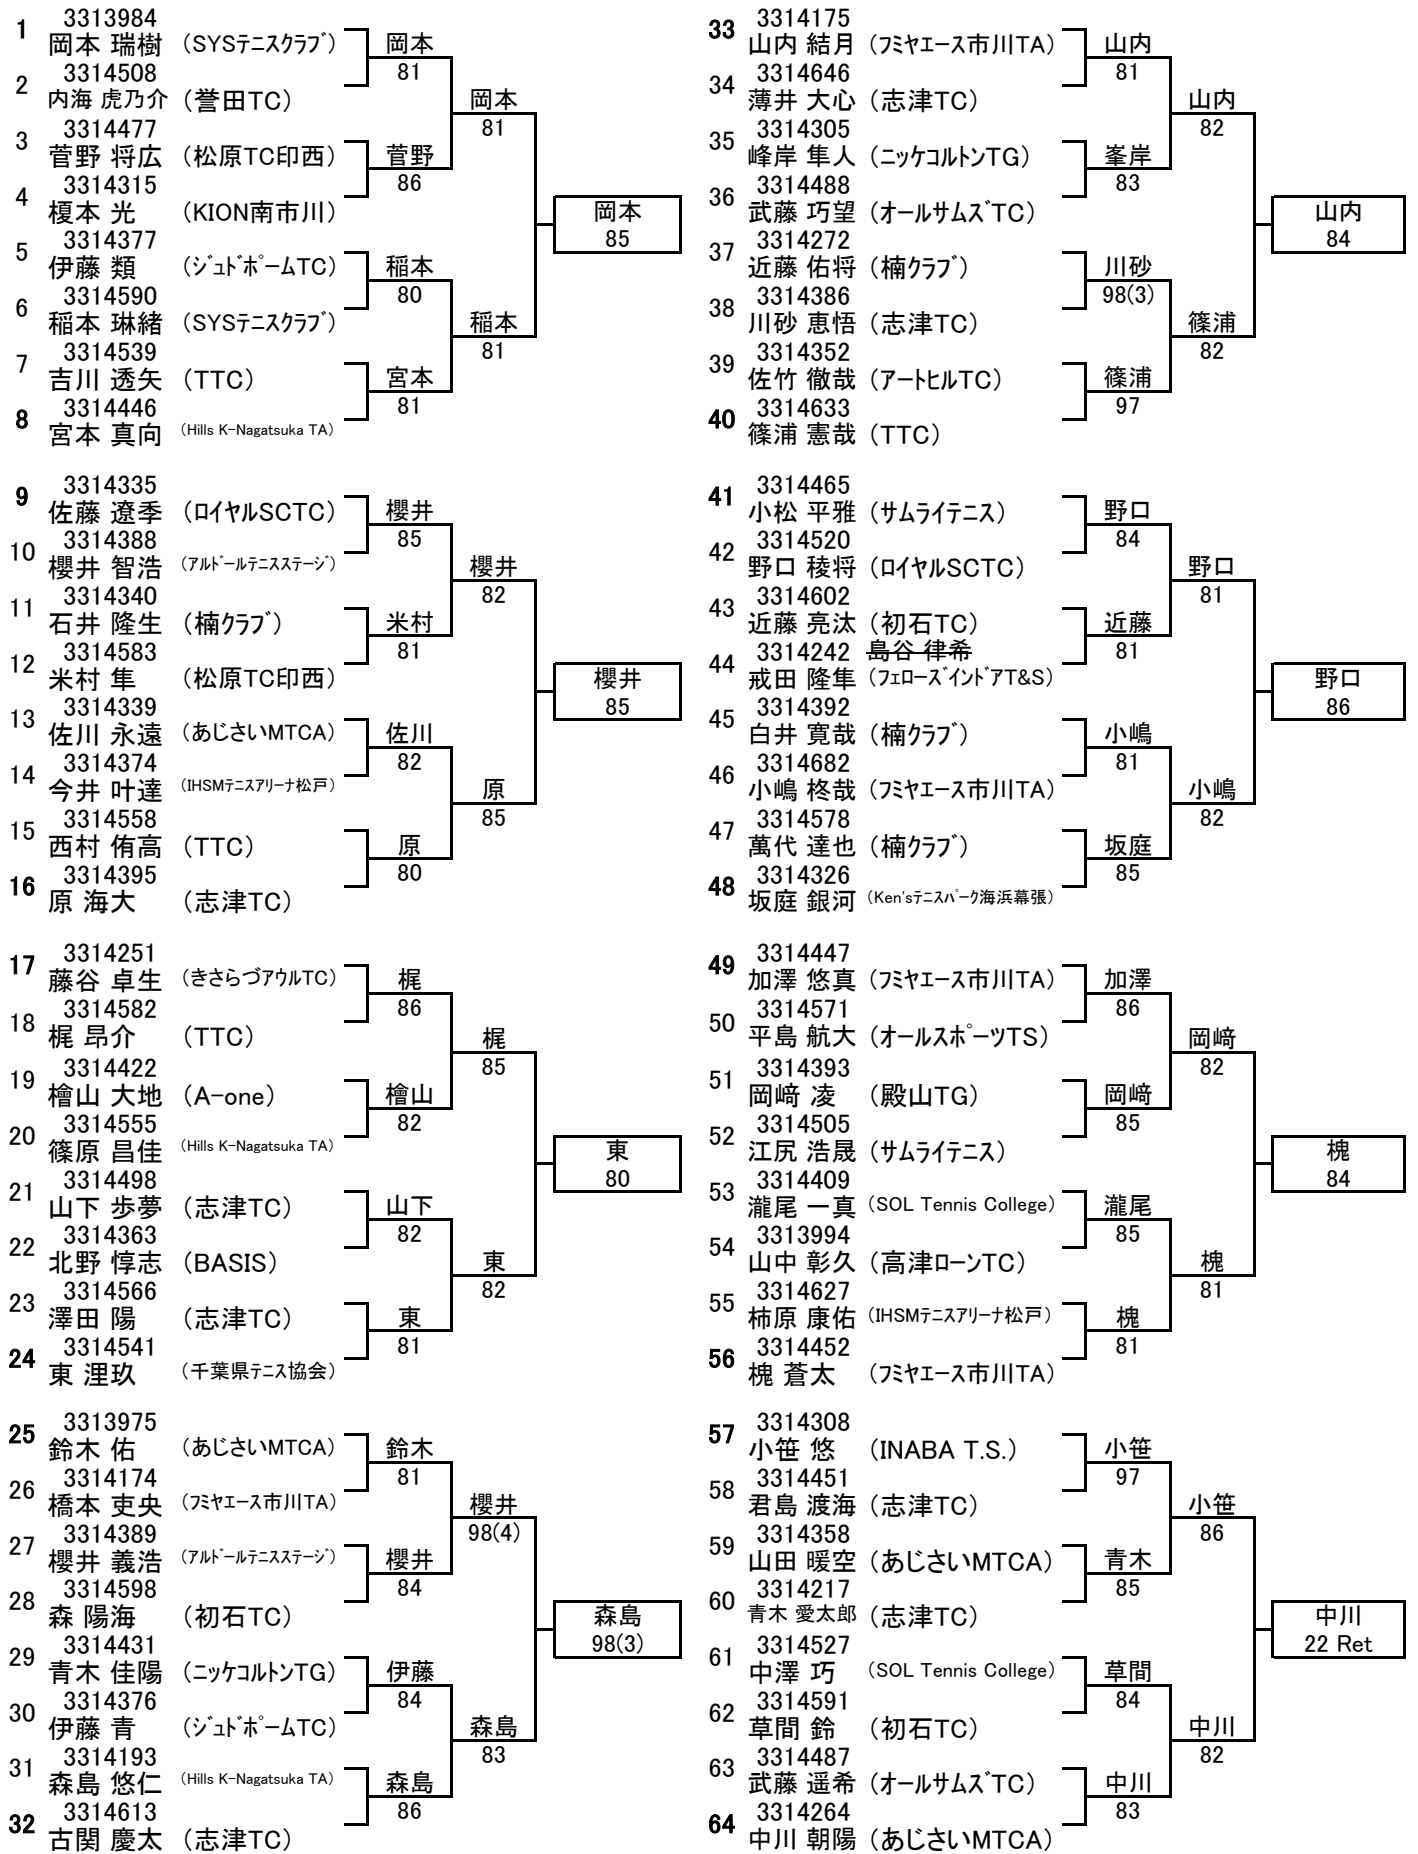 1 3313984
岡本 瑞樹 (SYSテニスクラブ)
岡本
81
2 3314508
内海 虎乃介 (誉田TC)
岡本
81
3 3314477
菅野 将広 (松原TC印西)
菅野
86
4 3314315
榎本 光 (KION南市川)
岡本
85
5 3314377
伊藤 類 (ジュドポームTC)
稲本
80
6 3314590
稲本 琳緒 (SYSテニスクラブ)
稲本
81
7 3314539
吉川 透矢 (TTC)
宮本
81
8 3314446
宮本 真向 (Hills K-Nagatsuka TA)
9 3314335
佐藤 遼季 (ロイヤルSCTC)
櫻井
85
10 3314388
櫻井 智浩 (アルドールテニスステージ)
櫻井
82
11 3314340
石井 隆生 (楠クラブ)
米村
81
12 3314583
米村 隼 (松原TC印西)
櫻井
85
13 3314339
佐川 永遠 (あじさいMTCA)
佐川
82
14 3314374
今井 叶達 (IHSMテニスアリーナ松戸)
原
85
15 3314558
西村 侑高 (TTC)
原
80
16 3314395
原 海大 (志津TC)
17 3314251
藤谷 卓生 (きさらづアウルTC)
梶
86
18 3314582
梶 昂介 (TTC)
梶
85
19 3314422
檜山 大地 (A-one)
檜山
82
20 3314555
篠原 昌佳 (Hills K-Nagatsuka TA)
東
80
21 3314498
山下 歩夢 (志津TC)
山下
82
22 3314363
北野 惇志 (BASIS)
東
82
23 3314566
澤田 陽 (志津TC)
東
81
24 3314541
東 浬玖 (千葉県テニス協会)
25 3313975
鈴木 佑 (あじさいMTCA)
鈴木
81
26 3314174
橋本 吏央 (フミヤエース市川TA)
櫻井
98(4)
27 3314389
櫻井 義浩 (アルドールテニスステージ)
櫻井
84
28 3314598
森 陽海 (初石TC)
森島
98(3)
29 3314431
青木 佳陽 (ニッケコルトンTG)
伊藤
84
30 3314376
伊藤 青 (ジュドポームTC)
森島
83
31 3314193
森島 悠仁 (Hills K-Nagatsuka TA)
森島
86
32 3314613
古関 慶太 (志津TC)
33 3314175
山内 結月 (フミヤエース市川TA)
山内
81
34 3314646
薄井 大心 (志津TC)
山内
82
35 3314305
峰岸 隼人 (ニッケコルトンTG)
峯岸
83
36 3314488
武藤 巧望 (オールサムズTC)
山内
84
37 3314272
近藤 佑将 (楠クラブ)
川砂
98(3)
38 3314386
川砂 恵悟 (志津TC)
篠浦
82
39 3314352
佐竹 徹哉 (アートヒルTC)
篠浦
97
40 3314633
篠浦 憲哉 (TTC)
41 3314465
小松 平雅 (サムライテニス)
野口
84
42 3314520
野口 稜将 (ロイヤルSCTC)
野口
81
43 3314602
近藤 亮汰 (初石TC)
近藤
81
44 3314242 島谷 律希
戒田 隆隼 (フェローズインドアT&S)
野口
86
45 3314392
白井 寛哉 (楠クラブ)
小嶋
81
46 3314682
小嶋 柊哉 (フミヤエース市川TA)
小嶋
82
47 3314578
萬代 達也 (楠クラブ)
坂庭
85
48 3314326
坂庭 銀河 (Ken'sテニスパーク海浜幕張)
49 3314447
加澤 悠真 (フミヤエース市川TA)
加澤
86
50 3314571
平島 航大 (オールスポーツTS)
岡﨑
82
51 3314393
岡﨑 凌 (殿山TG)
岡﨑
85
52 3314505
江尻 浩晟 (サムライテニス)
槐
84
53 3314409
瀧尾 一真 (SOL Tennis College)
瀧尾
85
54 3313994
山中 彰久 (高津ローンTC)
槐
81
55 3314627
柿原 康佑 (IHSMテニスアリーナ松戸)
槐
81
56 3314452
槐 蒼太 (フミヤエース市川TA)
57 3314308
小笹 悠 (INABA T.S.)
小笹
97
58 3314451
君島 渡海 (志津TC)
小笹
86
59 3314358
山田 暖空 (あじさいMTCA)
青木
85
60 3314217
青木 愛太郎 (志津TC)
中川
22 Ret
61 3314527
中澤 巧 (SOL Tennis College)
草間
84
62 3314591
草間 鈴 (初石TC)
中川
82
63 3314487
武藤 遥希 (オールサムズTC)
中川
83
64 3314264
中川 朝陽 (あじさいMTCA)